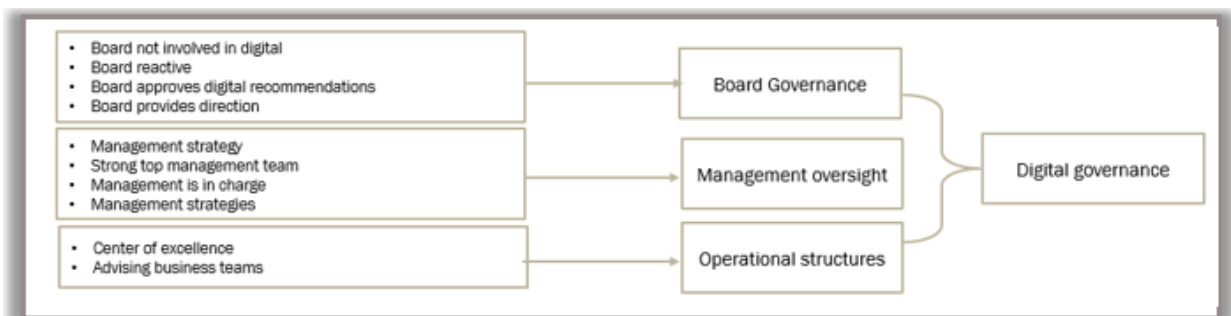 • Board not involved in digital
• Board reactive
• Board approves digital recommendations
• Board provides direction
Board Governance
• Management strategy
• Strong top management team
• Management is in charge
• Management strategies
Management oversight
Digital governance
• Center of excellence
• Advising business teams
Operational structures